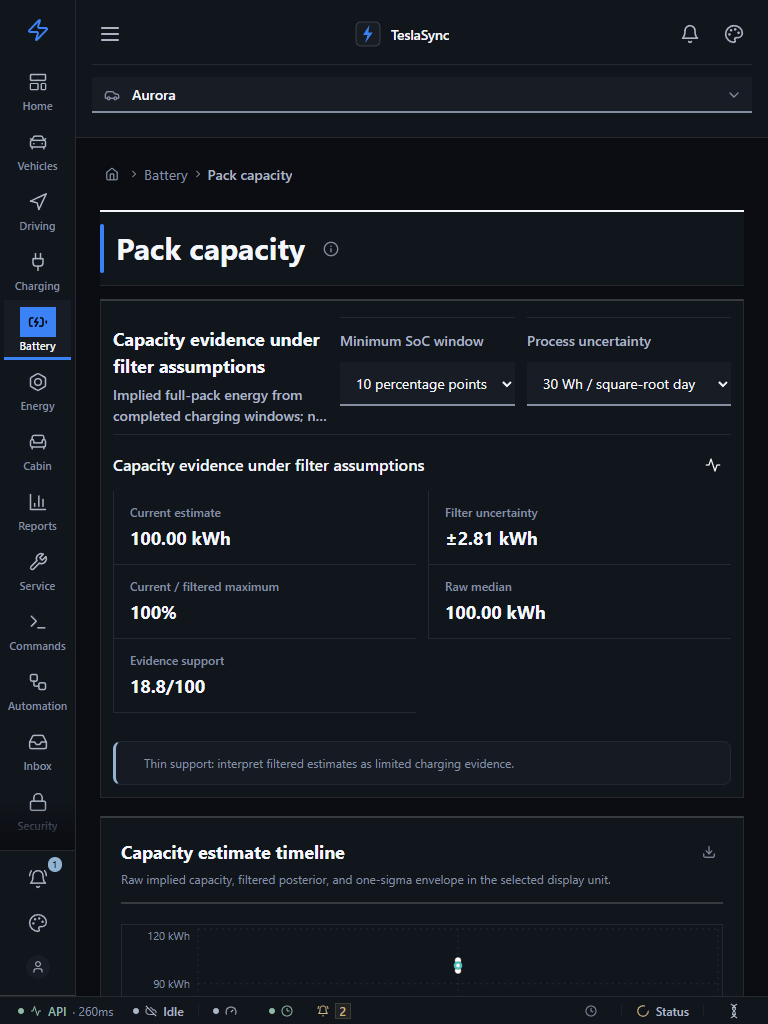 TeslaSync
Aurora
Home
Vehicles
Driving
Charging
Battery
Energy
Cabin
Reports
Service
Commands
Automation
Inbox
Security
1
Battery
Pack capacity
Pack capacity
Capacity evidence under
filter assumptions
Implied full-pack energy from
completed charging windows; n...
Minimum SoC window
10 percentage points
Process uncertainty
30 Wh / square-root day
Capacity evidence under filter assumptions
Current estimate
100.00 kWh
Filter uncertainty
±2.81 kWh
Current / filtered maximum
100%
Raw median
100.00 kWh
Evidence support
18.8/100
Thin support: interpret filtered estimates as limited charging evidence.
Capacity estimate timeline
Raw implied capacity, filtered posterior, and one-sigma envelope in the selected display unit.
120 kWh
90 kWh
API · 260ms
Idle
2
Status